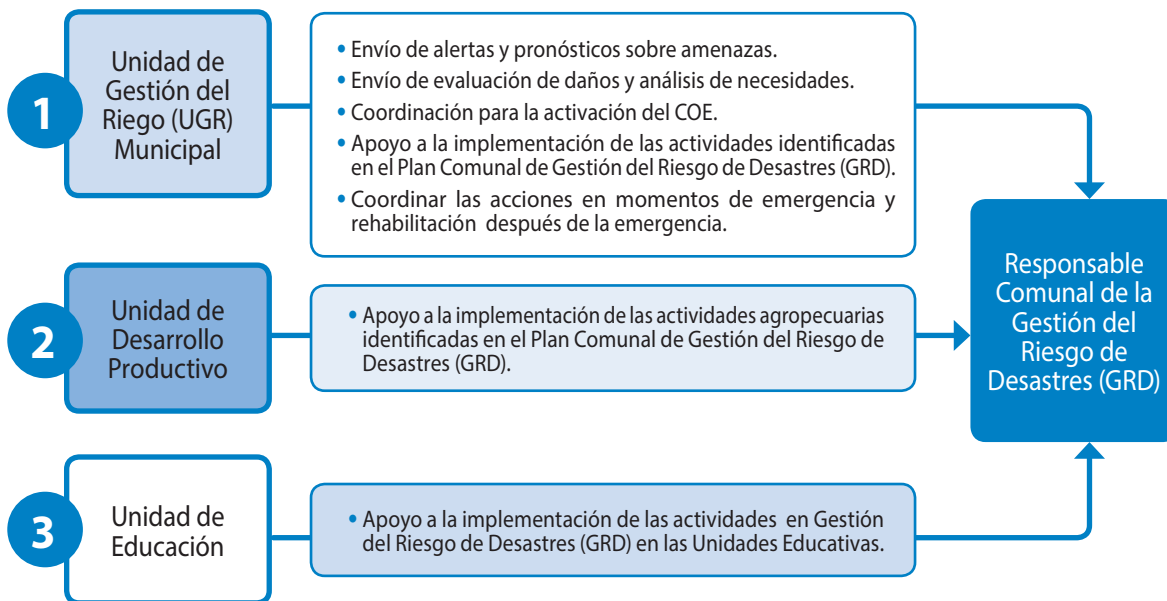 1
Unidad de
Gestión del
Riego (UGR)
Municipal
• Envío de alertas y pronósticos sobre amenazas.
• Envío de evaluación de daños y análisis de necesidades.
• Coordinación para la activación del COE.
• Apoyo a la implementación de las actividades identificadas
en el Plan Comunal de Gestión del Riesgo de Desastres (GRD).
• Coordinar las acciones en momentos de emergencia y
rehabilitación después de la emergencia.
2
Unidad de
Desarrollo
Productivo
• Apoyo a la implementación de las actividades agropecuarias
identificadas en el Plan Comunal de Gestión del Riesgo de
Desastres (GRD).
3
Unidad de
Educación
• Apoyo a la implementación de las actividades en Gestión
del Riesgo de Desastres (GRD) en las Unidades Educativas.
Responsable
Comunal de la
Gestión del
Riesgo de
Desastres (GRD)